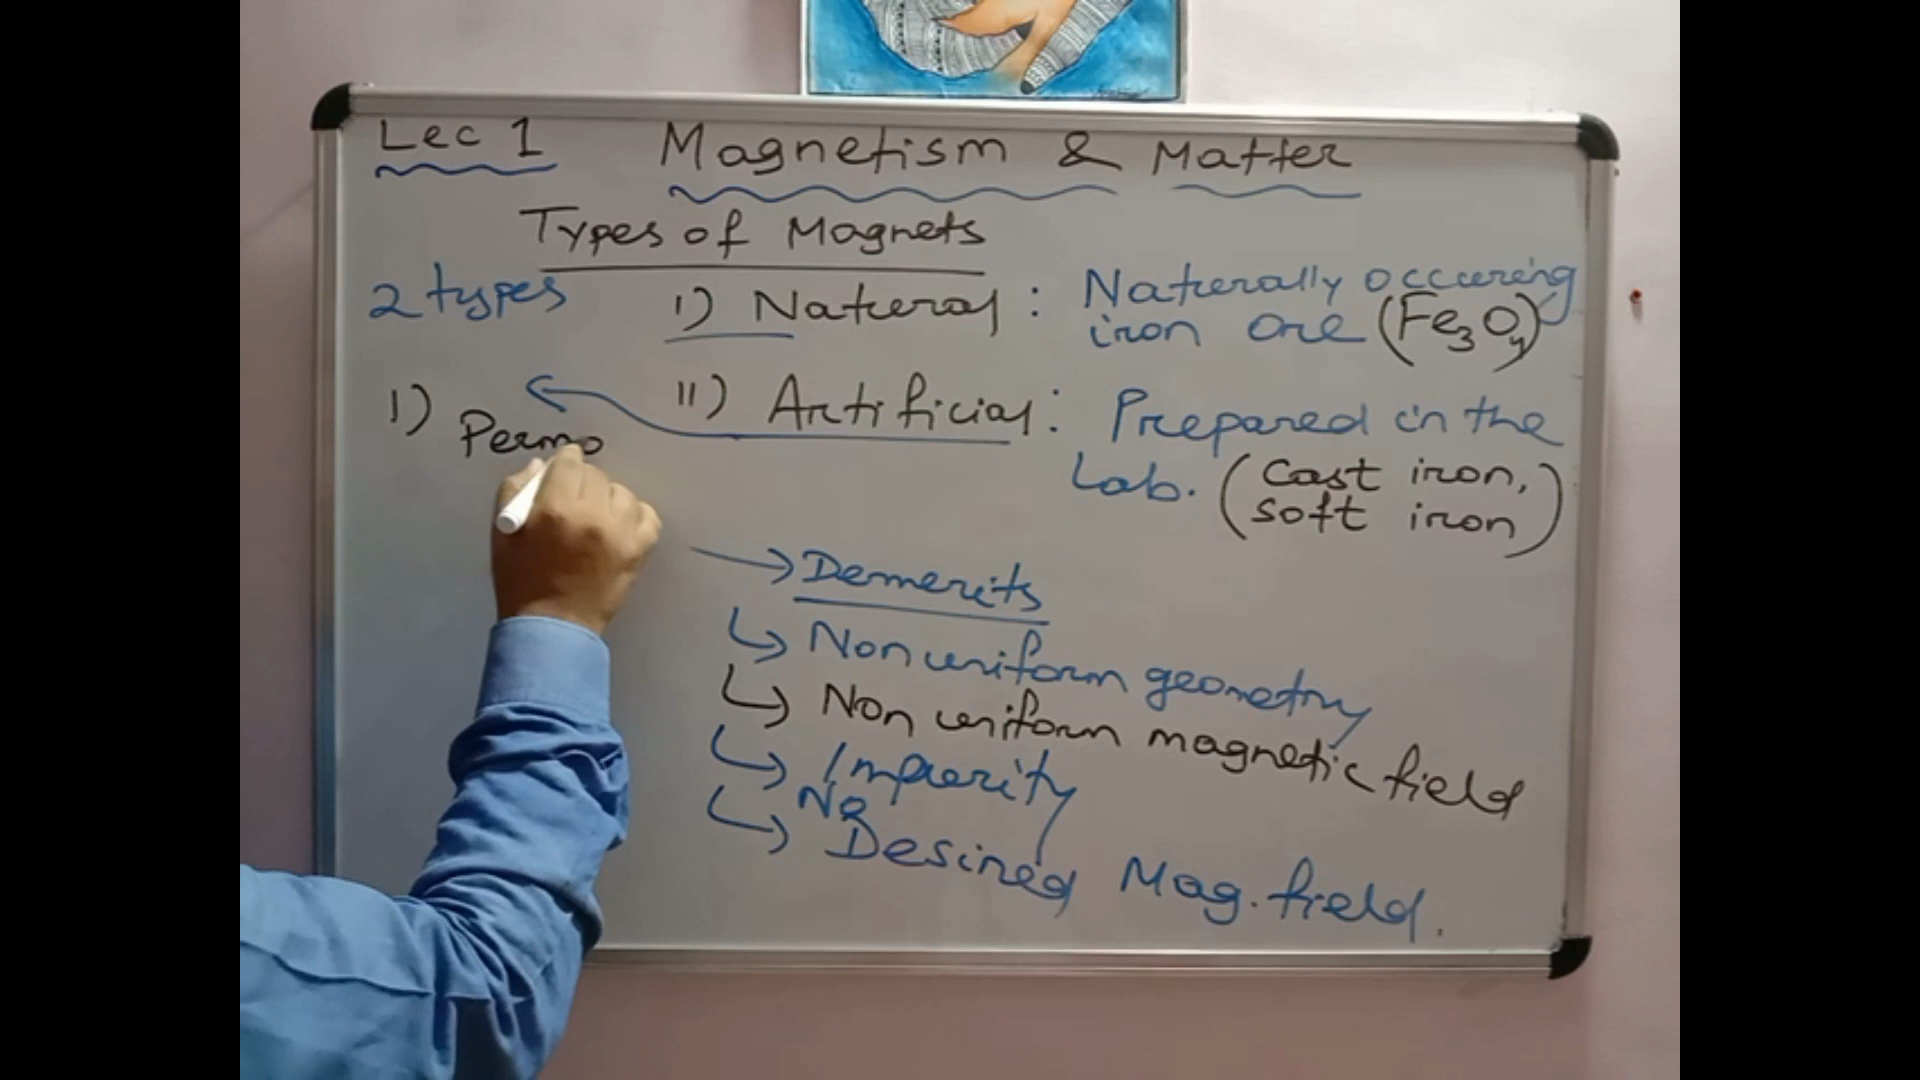 Lec 1 Magnetism & Matter
Types of Magnets
2 types I) Natural : Naturally occuring
iron ore (Fe3O4)
II) Artificial : Prepared in the
Lab. (Cast iron,
Soft iron)
1) Perma
→ Demerits
↳ Non uniform geometry
↳ Non uniform magnetic field
↳ Impurity
↳ No Desired Mag. field.